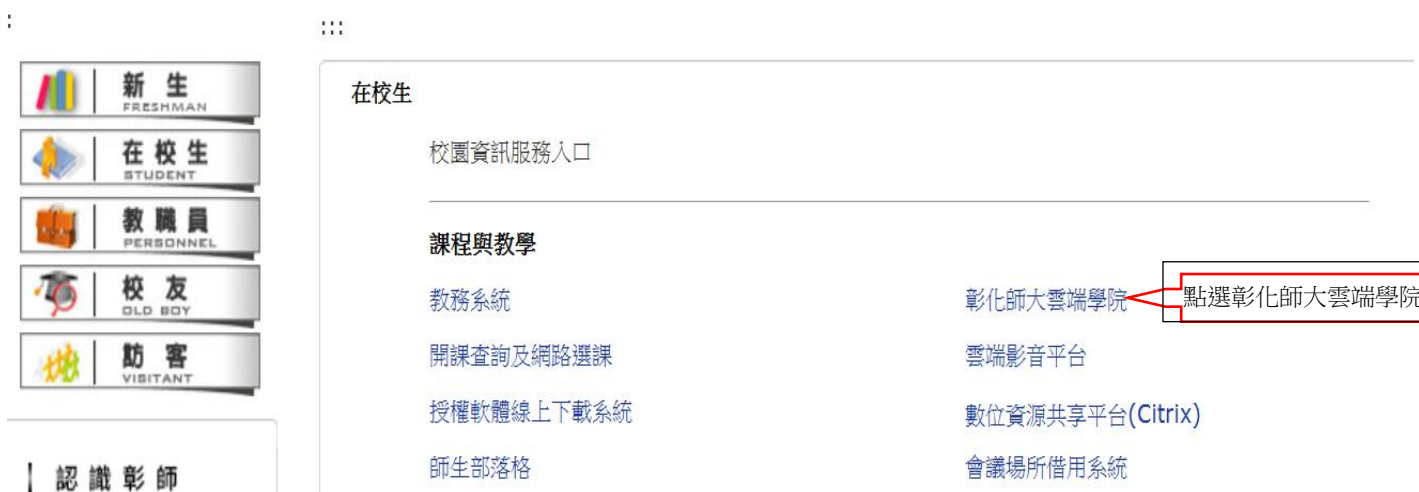 :
:::
新生
FRESHMAN
在校生
STUDENT
教職員
PERSONNEL
校友
OLD BOY
訪客
VISITANT
認識彰師
在校生
校園資訊服務入口
課程與教學
教務系統
彰化師大雲端學院
點選彰化師大雲端學院
開課查詢及網路選課
雲端影音平台
授權軟體線上下載系統
數位資源共享平台(Citrix)
師生部落格
會議場所借用系統